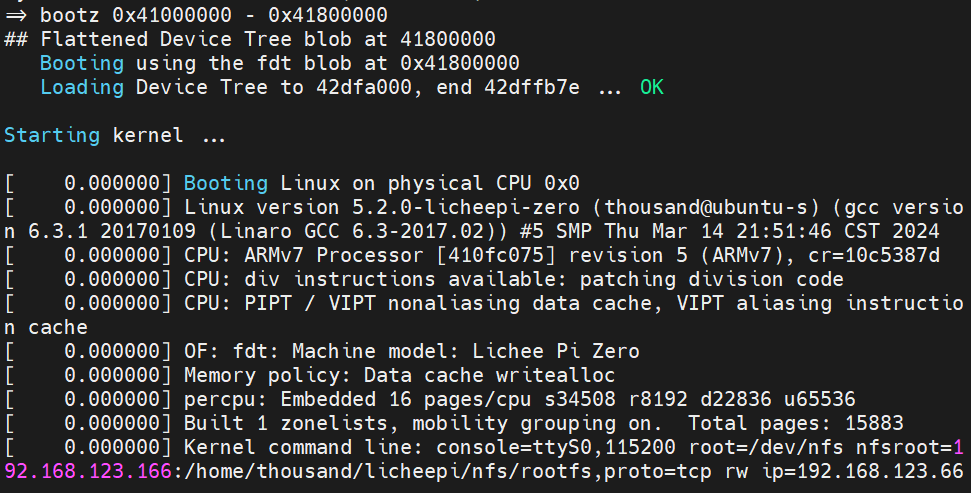 => bootz 0x41000000 - 0x41800000
## Flattened Device Tree blob at 41800000
   Booting using the fdt blob at 0x41800000
   Loading Device Tree to 42dfa000, end 42dffb7e ... OK

Starting kernel ...

[    0.000000] Booting Linux on physical CPU 0x0
[    0.000000] Linux version 5.2.0-licheepi-zero (thousand@ubuntu-s) (gcc versio
n 6.3.1 20170109 (Linaro GCC 6.3-2017.02)) #5 SMP Thu Mar 14 21:51:46 CST 2024
[    0.000000] CPU: ARMv7 Processor [410fc075] revision 5 (ARMv7), cr=10c5387d
[    0.000000] CPU: div instructions available: patching division code
[    0.000000] CPU: PIPT / VIPT nonaliasing data cache, VIPT aliasing instructio
n cache
[    0.000000] OF: fdt: Machine model: Lichee Pi Zero
[    0.000000] Memory policy: Data cache writealloc
[    0.000000] percpu: Embedded 16 pages/cpu s34508 r8192 d22836 u65536
[    0.000000] Built 1 zonelists, mobility grouping on.  Total pages: 15883
[    0.000000] Kernel command line: console=ttyS0,115200 root=/dev/nfs nfsroot=1
92.168.123.166:/home/thousand/licheepi/nfs/rootfs,proto=tcp rw ip=192.168.123.66